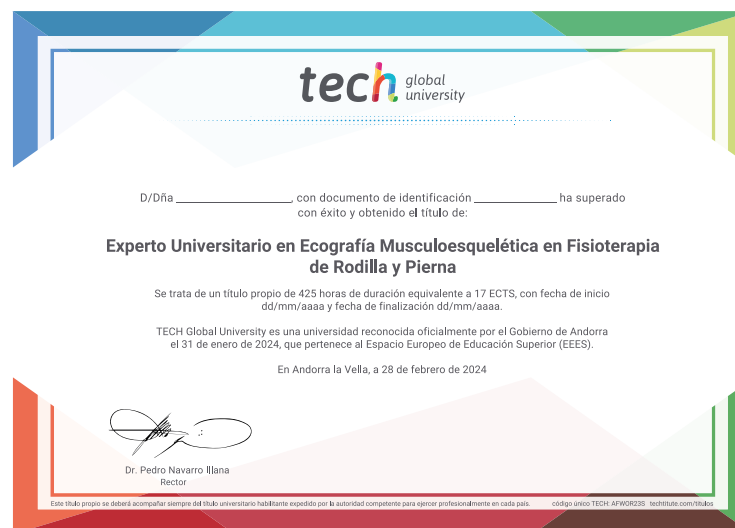 tech global university
D/Dña ____________________, con documento de identificación ______________ ha superado
con éxito y obtenido el título de:
Experto Universitario en Ecografía Musculoesquelética en Fisioterapia
de Rodilla y Pierna
Se trata de un título propio de 425 horas de duración equivalente a 17 ECTS, con fecha de inicio
dd/mm/aaaa y fecha de finalización dd/mm/aaaa.
TECH Global University es una universidad reconocida oficialmente por el Gobierno de Andorra
el 31 de enero de 2024, que pertenece al Espacio Europeo de Educación Superior (EEES).
En Andorra la Vella, a 28 de febrero de 2024
Dr. Pedro Navarro Illana
Rector
Este título propio se deberá acompañar siempre del título universitario habilitante expedido por la autoridad competente para ejercer profesionalmente en cada país. código único TECH: AFWOR23S techtitute.com/titulos